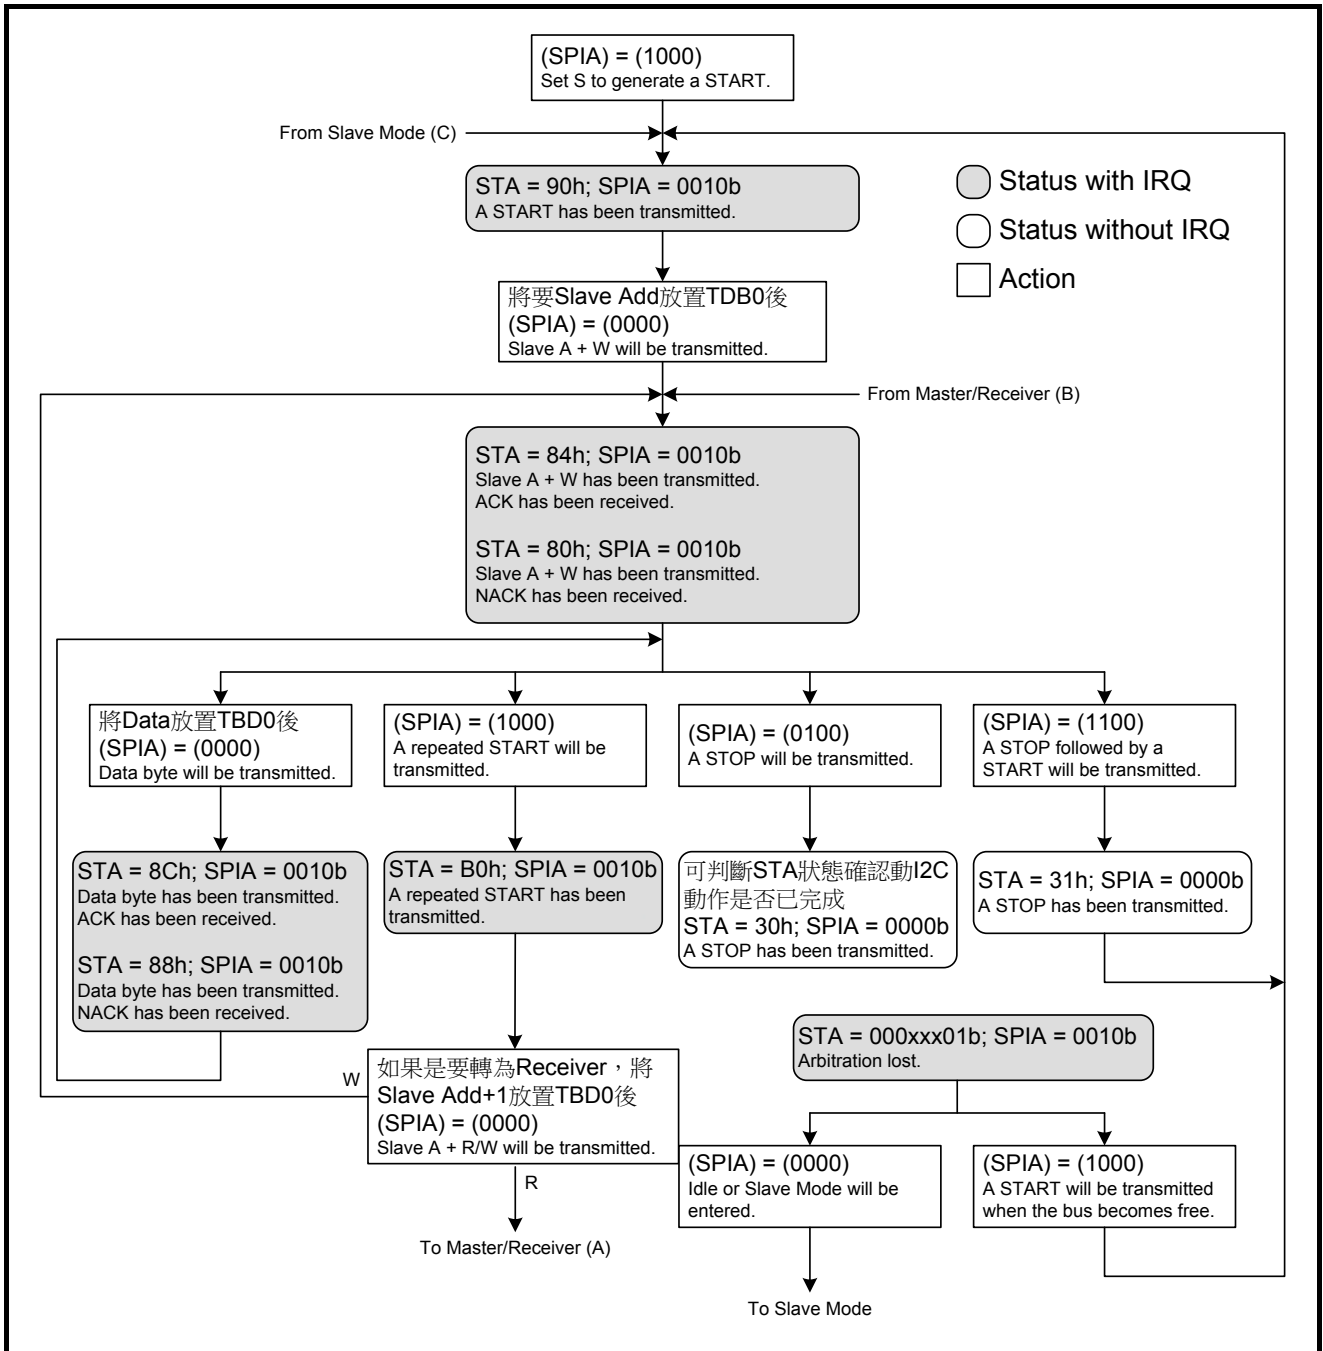 (SPIA) = (1000)
Set S to generate a START.
From Slave Mode (C)
STA = 90h; SPIA = 0010b
A START has been transmitted.
Status with IRQ
Status without IRQ
Action
將要Slave Add放置TDB0後
(SPIA) = (0000)
Slave A + W will be transmitted.
From Master/Receiver (B)
STA = 84h; SPIA = 0010b
Slave A + W has been transmitted.
ACK has been received.
STA = 80h; SPIA = 0010b
Slave A + W has been transmitted.
NACK has been received.
將Data放置TBD0後
(SPIA) = (0000)
Data byte will be transmitted.
(SPIA) = (1000)
A repeated START will be
transmitted.
(SPIA) = (0100)
A STOP will be transmitted.
(SPIA) = (1100)
A STOP followed by a
START will be transmitted.
STA = 8Ch; SPIA = 0010b
Data byte has been transmitted.
ACK has been received.
STA = 88h; SPIA = 0010b
Data byte has been transmitted.
NACK has been received.
STA = B0h; SPIA = 0010b
A repeated START has been
transmitted.
可判斷STA狀態確認動I2C
動作是否已完成
STA = 30h; SPIA = 0000b
A STOP has been transmitted.
STA = 31h; SPIA = 0000b
A STOP has been transmitted.
STA = 000xxx01b; SPIA = 0010b
Arbitration lost.
W
如果是要轉為Receiver，將
Slave Add+1放置TBD0後
(SPIA) = (0000)
Slave A + R/W will be transmitted.
R
To Master/Receiver (A)
(SPIA) = (0000)
Idle or Slave Mode will be
entered.
(SPIA) = (1000)
A START will be transmitted
when the bus becomes free.
To Slave Mode